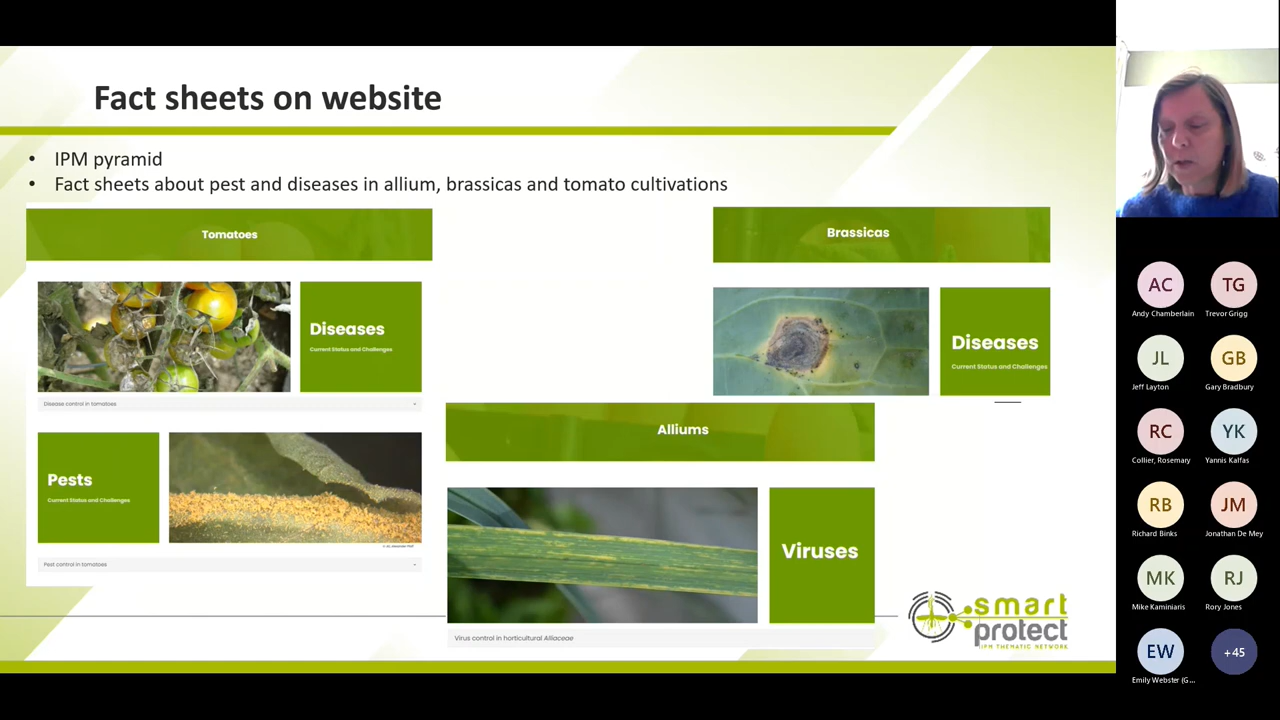 Fact sheets on website
• IPM pyramid
• Fact sheets about pest and diseases in allium, brassicas and tomato cultivations
Tomatoes
Diseases
Current Status and Challenges
Disease control in tomatoes
Pests
Current Status and Challenges
Pest control in tomatoes
Brassicas
Diseases
Current Status and Challenges
Alliums
Viruses
Virus control in horticultural Alliaceae
smart
protect
IPM THEMATIC NETWORK
AC
Andy Chamberlain
TG
Trevor Grigg
JL
Jeff Layton
GB
Gary Bradbury
RC
Collier, Rosemary
YK
Yannis Kalfas
RB
Richard Binks
JM
Jonathan De Mey
MK
Mike Kaminiaris
RJ
Rory Jones
EW
Emily Webster (G...
+45